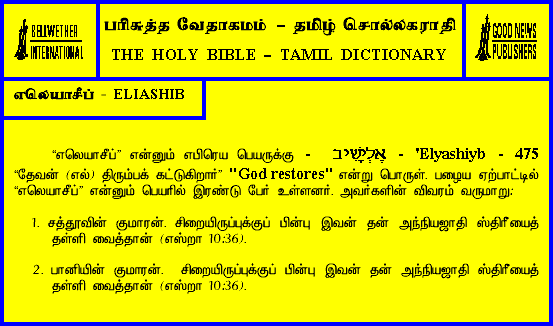 BELLWETHER
INTERNATIONAL
பரிசுத்த வேதாகமம் – தமிழ் சொல்லகராதி
THE HOLY BIBLE – TAMIL DICTIONARY
GOOD NEWS
PUBLISHERS
எலெயாசீப் - ELIASHIB
“எலெயாசீப்” என்னும் எபிரெய பெயருக்கு - אֶלְשִׁיב - 'Elyashiyb - 475
“தேவன் (எல்) திரும்பக் கட்டுகிறார்” "God restores" என்று பொருள். பழைய ஏற்பாட்டில்
“எலெயாசீப்” என்னும் பெயரில் இரண்டு பேர் உள்ளனர். அவர்களின் விவரம் வருமாறு:
1. சத்தூவின் குமாரன். சிறையிருப்புக்குப் பின்பு இவன் தன் அந்நியஜாதி ஸ்திரீயைத்
தள்ளி வைத்தான் (எஸ்றா 10:36).
2. பானியின் குமாரன். சிறையிருப்புக்குப் பின்பு இவன் தன் அந்நியஜாதி ஸ்திரீயைத்
தள்ளி வைத்தான் (எஸ்றா 10:36).